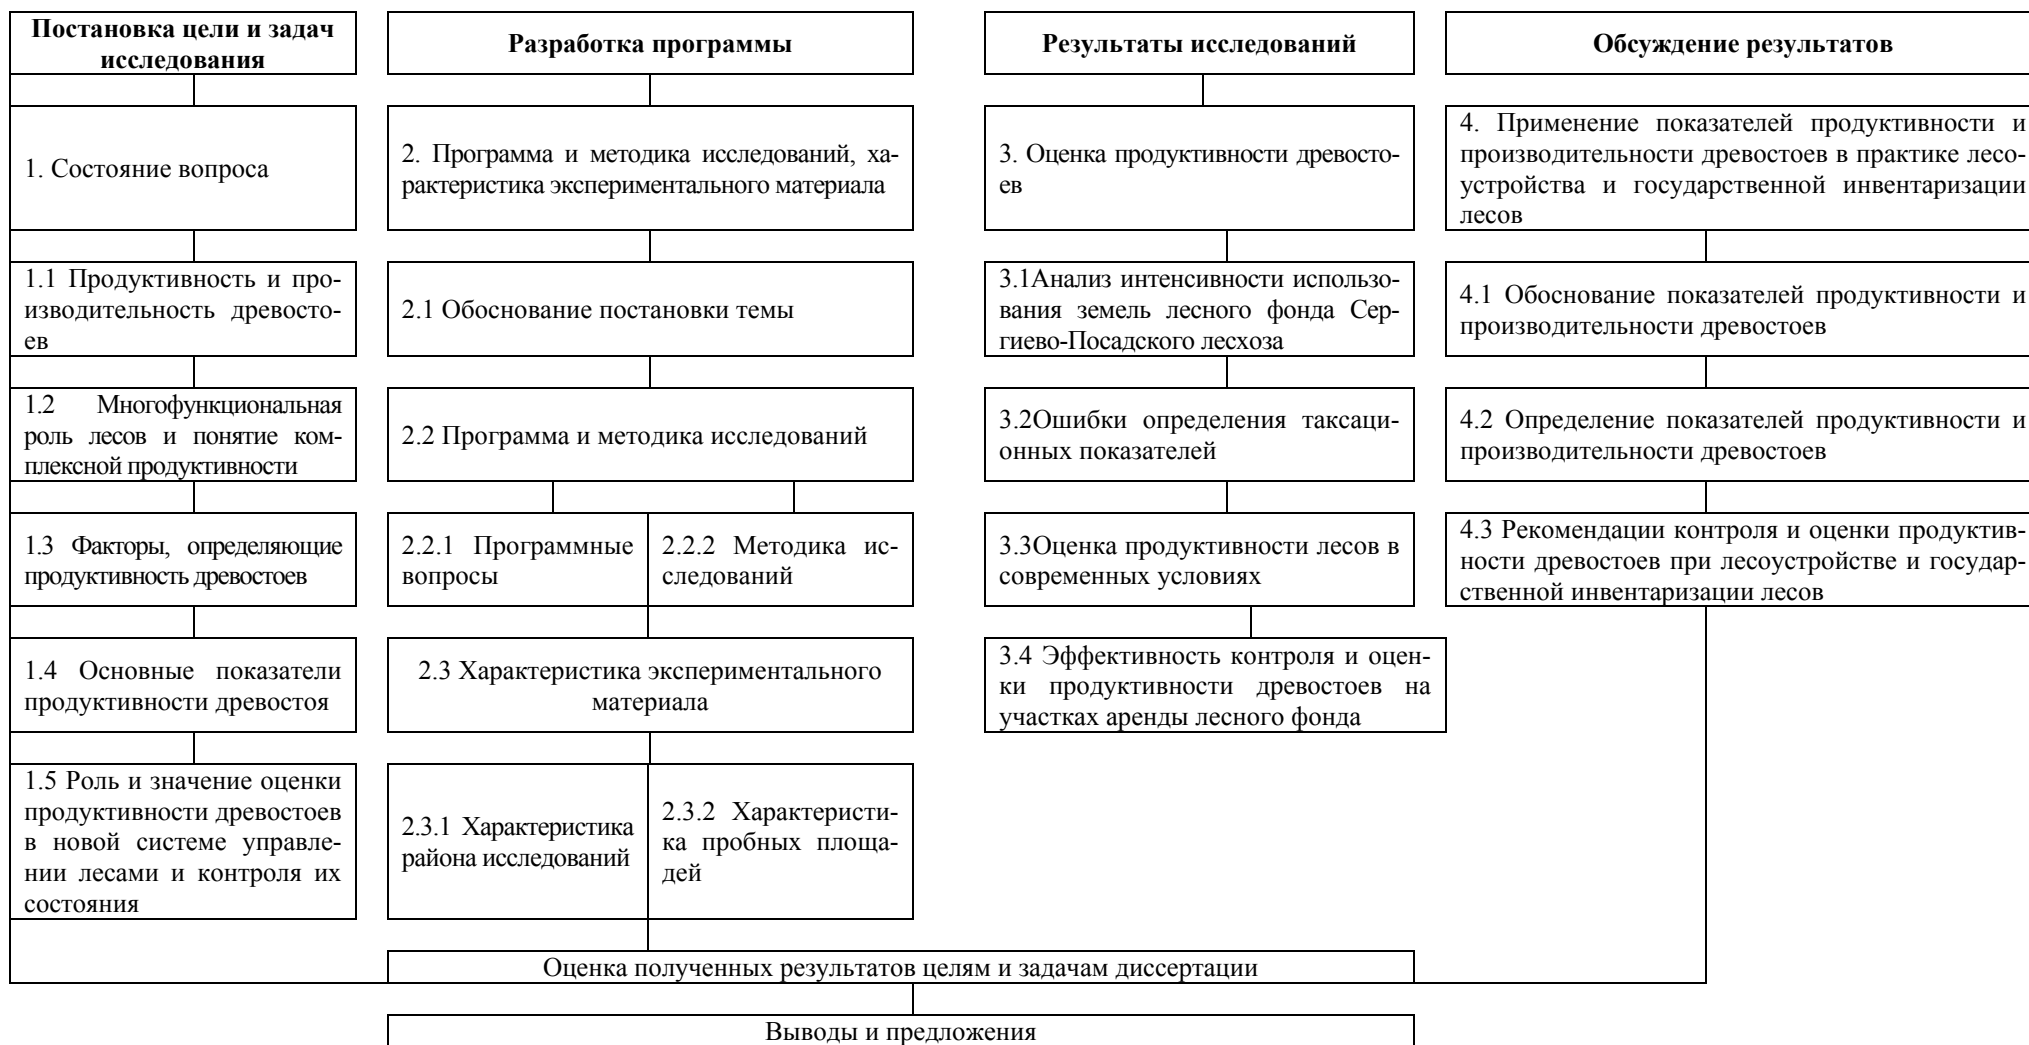 Постановка цели и задач
исследования
Разработка программы
Результаты исследований
Обсуждение результатов
1. Состояние вопроса
2. Программа и методика исследований, ха-
рактеристика экспериментального материала
3. Оценка продуктивности древосто-
ев
4. Применение показателей продуктивности и
производительности древостоев в практике лесо-
устройства и государственной инвентаризации
лесов
1.1 Продуктивность и про-
изводительность древосто-
ев
2.1 Обоснование постановки темы
3.1Анализ интенсивности использо-
вания земель лесного фонда Сер-
гиево-Посадского лесхоза
4.1 Обоснование показателей продуктивности и
производительности древостоев
1.2 Многофункциональная
роль лесов и понятие ком-
плексной продуктивности
2.2 Программа и методика исследований
3.2Ошибки определения таксаци-
онных показателей
4.2 Определение показателей продуктивности и
производительности древостоев
1.3 Факторы, определяющие
продуктивность древостоев
2.2.1 Программные
вопросы
2.2.2 Методика ис-
следований
3.3Оценка продуктивности лесов в
современных условиях
4.3 Рекомендации контроля и оценки продуктив-
ности древостоев при лесоустройстве и государ-
ственной инвентаризации лесов
1.4 Основные показатели
продуктивности древостоя
2.3 Характеристика экспериментального
материала
3.4 Эффективность контроля и оцен-
ки продуктивности древостоев на
участках аренды лесного фонда
1.5 Роль и значение оценки
продуктивности древостоев
в новой системе управле-
нии лесами и контроля их
состояния
2.3.1 Характеристика
района исследований
2.3.2 Характеристи-
ка пробных площа-
дей
Оценка полученных результатов целям и задачам диссертации
Выводы и предложения